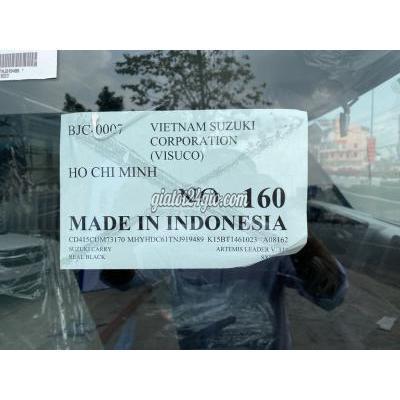 BJC-0007 VIETNAM SUZUKI
CORPORATION
(VISUCO)
HO CHI MINH
160
gialoi24gio.com
MADE IN INDONESIA
CD415CUM73170 MHYHDC61TNJ919489 K15BT1461023 A08162
SUZUKI CARRY ARTEMIS LEADER
REAL BLACK